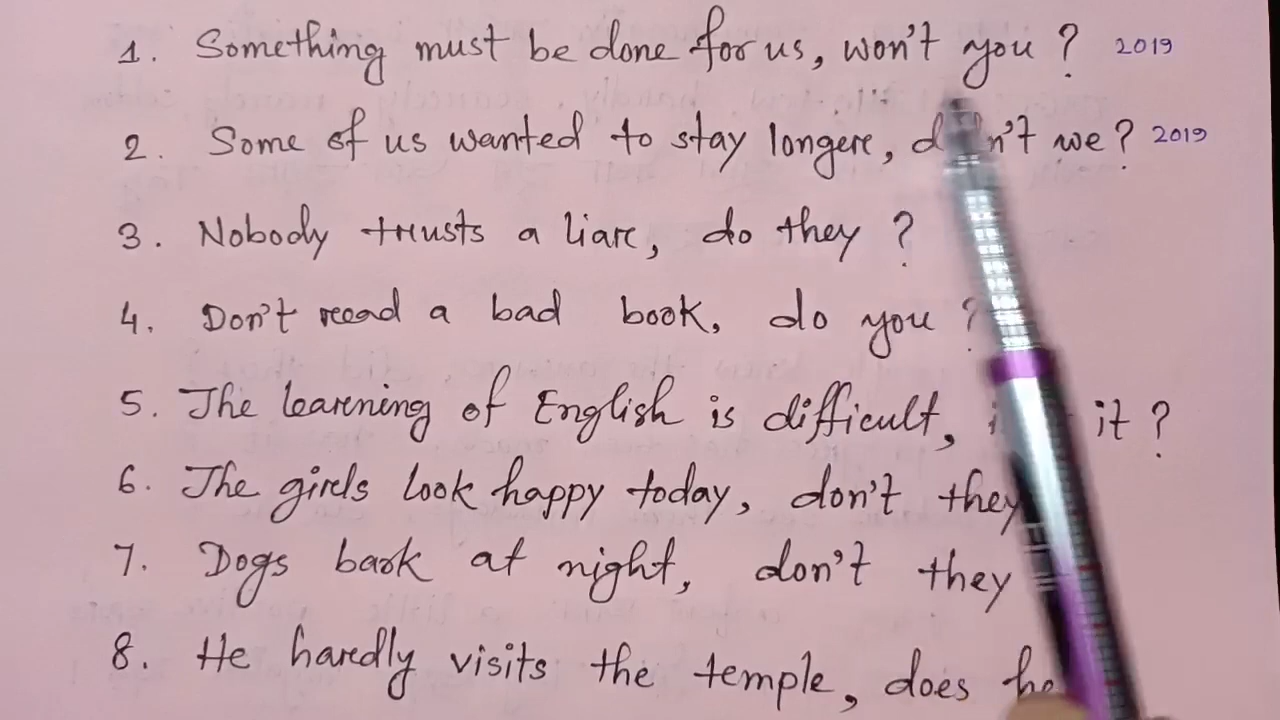 1. Something must be done for us, won't you? 2019
2. Some of us wanted to stay longer, we? 2019
3. Nobody trusts a liar, do they?
4. Don't read a bad book, do you?
5. The learning of English is difficult, it?
6. The girls look happy today, don't they
7. Dogs bark at night, don't they
8. He hardly visits the temple, does